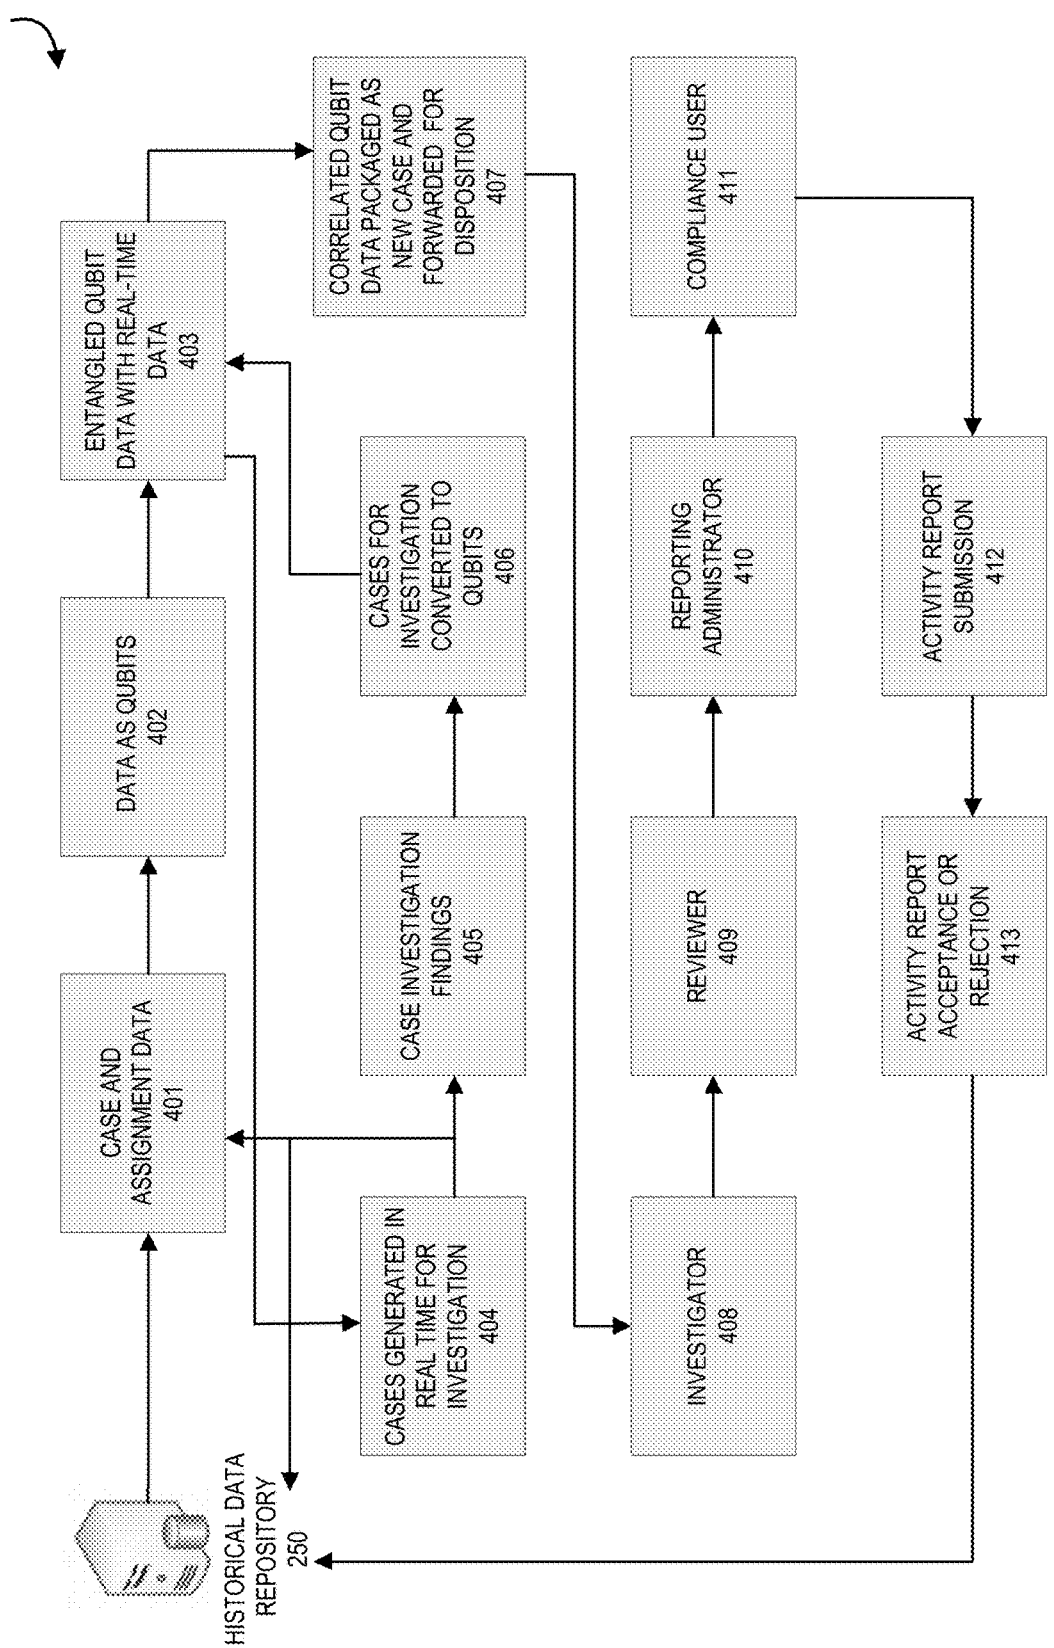 HISTORICAL DATA
REPOSITORY
250
CASE AND
ASSIGNMENT DATA
401
DATA AS QUBITS
402
ENTANGLED QUBIT
DATA WITH REAL-TIME
DATA
403
CASES GENERATED IN
REAL TIME FOR
INVESTIGATION
404
CASE INVESTIGATION
FINDINGS
405
CASES FOR
INVESTIGATION
CONVERTED TO
QUBITS
406
CORRELATED QUBIT
DATA PACKAGED AS
NEW CASE AND
FORWARDED FOR
DISPOSITION
407
INVESTIGATOR
408
REVIEWER
409
REPORTING
ADMINISTRATOR
410
COMPLIANCE USER
411
ACTIVITY REPORT
SUBMISSION
412
ACTIVITY REPORT
ACCEPTANCE OR
REJECTION
413